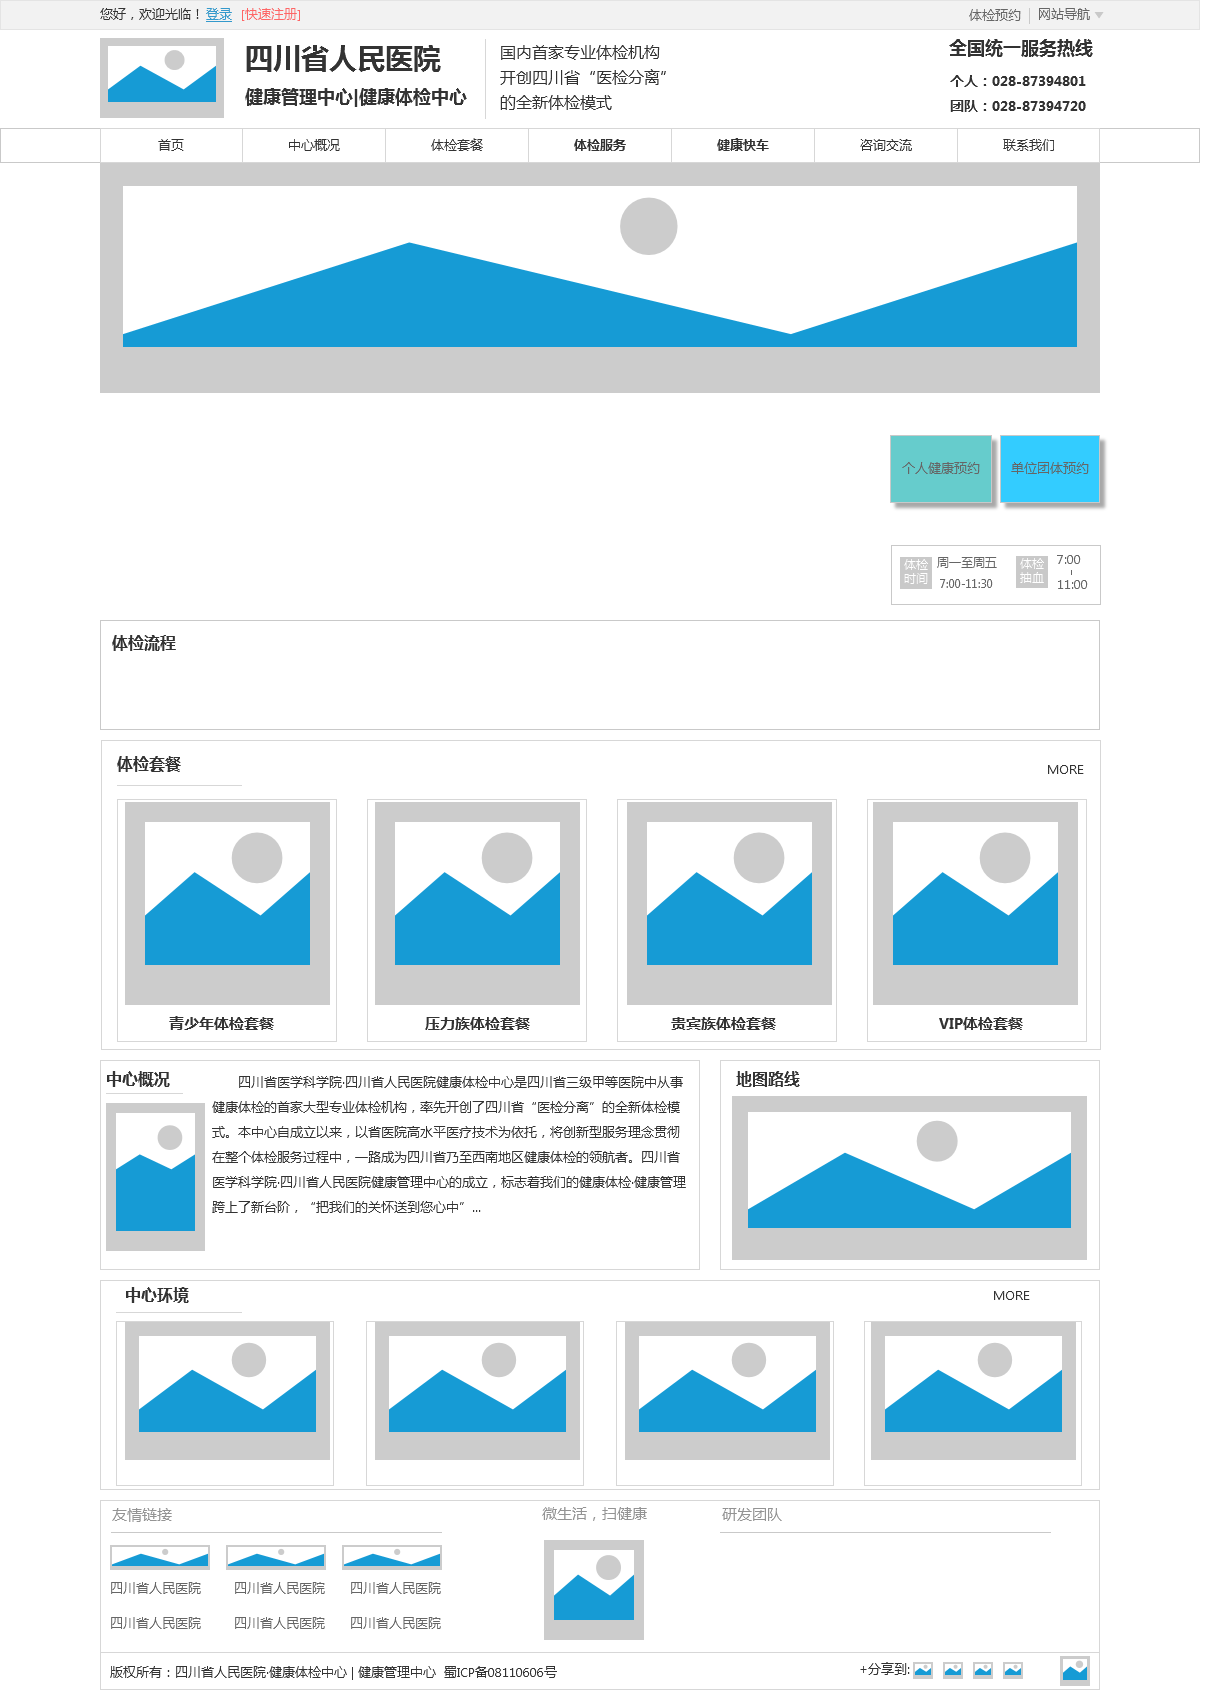 您好，欢迎光临！ 登录 [快速注册] 体检预约 网站导航
四川省人民医院
健康管理中心|健康体检中心
国内首家专业体检机构
开创四川省“医检分离”
的全新体检模式
全国统一服务热线
个人：028-87394801
团队：028-87394720
首页 中心概况 体检套餐 体检服务 健康快车 咨询交流 联系我们
个人健康预约 单位团体预约
体检
时间
周一至周五
7:00-11:30
体检
抽血
7:00
-
11:00
体检流程
体检套餐 MORE
青少年体检套餐 压力族体检套餐 贵宾族体检套餐 VIP体检套餐
中心概况
四川省医学科学院·四川省人民医院健康体检中心是四川省三级甲等医院中从事
健康体检的首家大型专业体检机构，率先开创了四川省“医检分离”的全新体检模
式。本中心自成立以来，以省医院高水平医疗技术为依托，将创新型服务理念贯彻
在整个体检服务过程中，一路成为四川省乃至西南地区健康体检的领航者。四川省
医学科学院·四川省人民医院健康管理中心的成立，标志着我们的健康体检·健康管理
跨上了新台阶，“把我们的关怀送到您心中”...
地图路线
中心环境 MORE
友情链接 微生活，扫健康 研发团队
四川省人民医院 四川省人民医院 四川省人民医院
四川省人民医院 四川省人民医院 四川省人民医院
版权所有：四川省人民医院·健康体检中心 | 健康管理中心 蜀ICP备08110606号 +分享到: